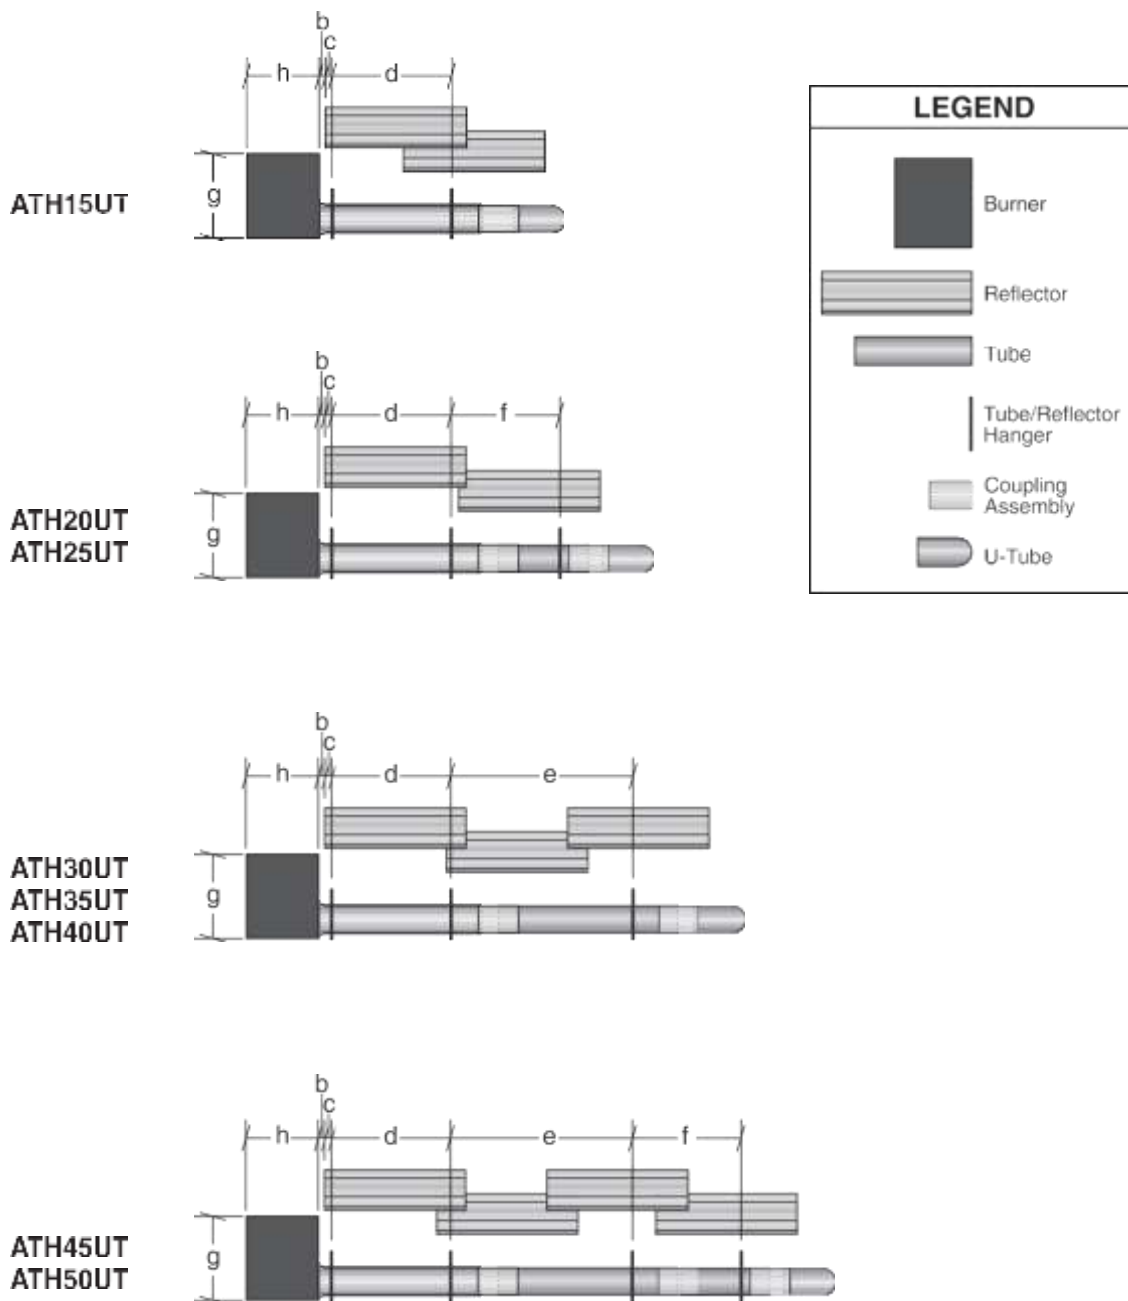 b
c
h d
g
ATH15UT
LEGEND
Burner
Reflector
Tube
Tube/Reflector
Hanger
Coupling
Assembly
U-Tube
b
c
h d f
g
ATH20UT
ATH25UT
b
c
h d e
g
ATH30UT
ATH35UT
ATH40UT
b
c
h d e f
g
ATH45UT
ATH50UT